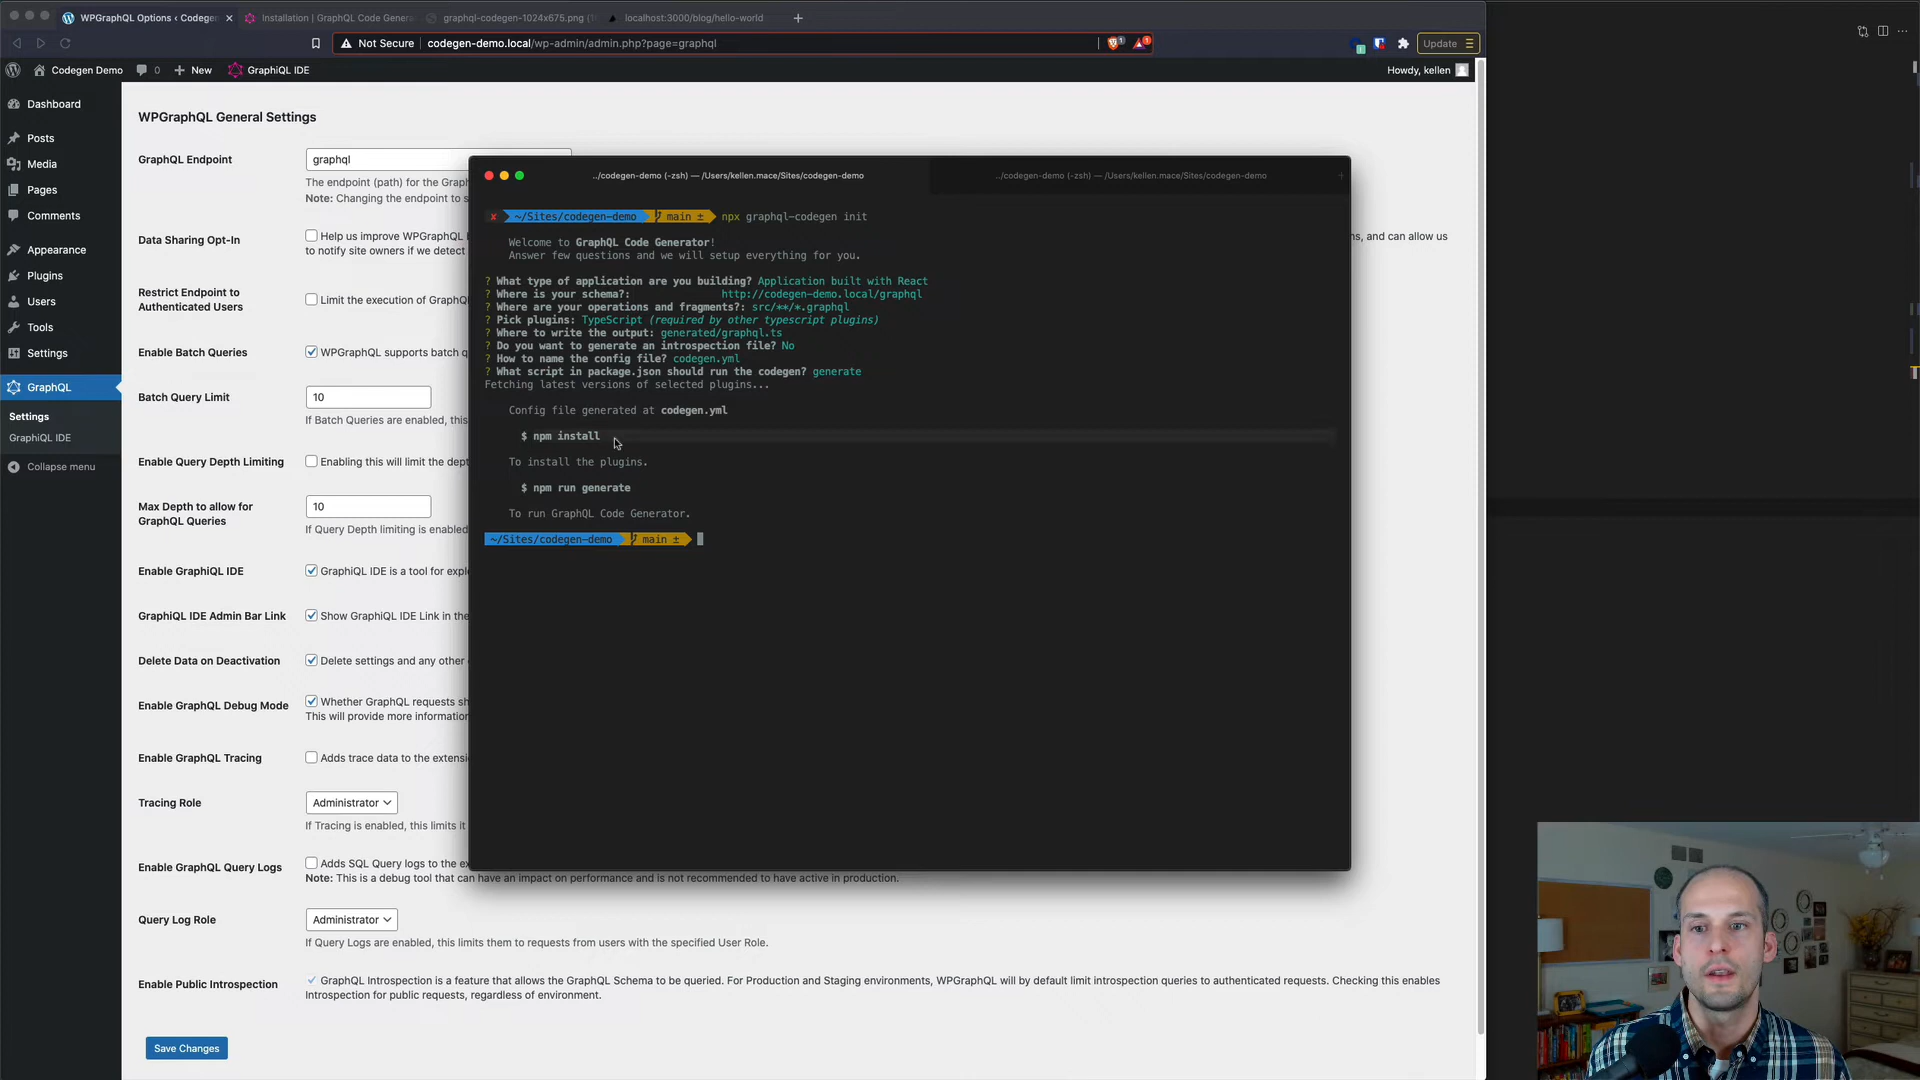 WPGraphQL Options ‹ Codegen
Installation | GraphQL Code Genera
graphql-codegen-1024x675.png (1
localhost:3000/blog/hello-world
Not Secure
codegen-demo.local/wp-admin/admin.php?page=graphql
Update
Codegen Demo
0
New
GraphiQL IDE
Howdy, kellen
Dashboard
Posts
Media
Pages
Comments
Appearance
Plugins
Users
Tools
Settings
GraphQL
Settings
GraphiQL IDE
Collapse menu
WPGraphQL General Settings
GraphQL Endpoint
graphql
The endpoint (path) for the Graph
Note: Changing the endpoint to s
Data Sharing Opt-In
Help us improve WPGraphQL
ns, and can allow us
to notify site owners if we detect
Restrict Endpoint to
Authenticated Users
Limit the execution of GraphQ
Enable Batch Queries
WPGraphQL supports batch q
Batch Query Limit
10
If Batch Queries are enabled, this
Enable Query Depth Limiting
Enabling this will limit the dept
Max Depth to allow for
GraphQL Queries
10
If Query Depth limiting is enabled
Enable GraphiQL IDE
GraphiQL IDE is a tool for explo
GraphiQL IDE Admin Bar Link
Show GraphiQL IDE Link in the
Delete Data on Deactivation
Delete settings and any other
Enable GraphQL Debug Mode
Whether GraphQL requests sh
This will provide more information
Enable GraphQL Tracing
Adds trace data to the extensi
Tracing Role
Administrator
If Tracing is enabled, this limits it
Enable GraphQL Query Logs
Adds SQL Query logs to the ex
Note: This is a debug tool that can have an impact on performance and is not recommended to have active in production.
Query Log Role
Administrator
If Query Logs are enabled, this limits them to requests from users with the specified User Role.
Enable Public Introspection
GraphQL Introspection is a feature that allows the GraphQL Schema to be queried. For Production and Staging environments, WPGraphQL will by default limit introspection queries to authenticated requests. Checking this enables
Introspection for public requests, regardless of environment.
Save Changes
../codegen-demo (-zsh) — /Users/kellen.mace/Sites/codegen-demo
../codegen-demo (-zsh) — /Users/kellen.mace/Sites/codegen-demo
✘ ~/Sites/codegen-demo main ± npx graphql-codegen init
Welcome to GraphQL Code Generator!
Answer few questions and we will setup everything for you.
? What type of application are you building? Application built with React
? Where is your schema?: http://codegen-demo.local/graphql
? Where are your operations and fragments?: src/**/*.graphql
? Pick plugins: TypeScript (required by other typescript plugins)
? Where to write the output: generated/graphql.ts
? Do you want to generate an introspection file? No
? How to name the config file? codegen.yml
? What script in package.json should run the codegen? generate
Fetching latest versions of selected plugins...
Config file generated at codegen.yml
$ npm install
To install the plugins.
$ npm run generate
To run GraphQL Code Generator.
~/Sites/codegen-demo main ±